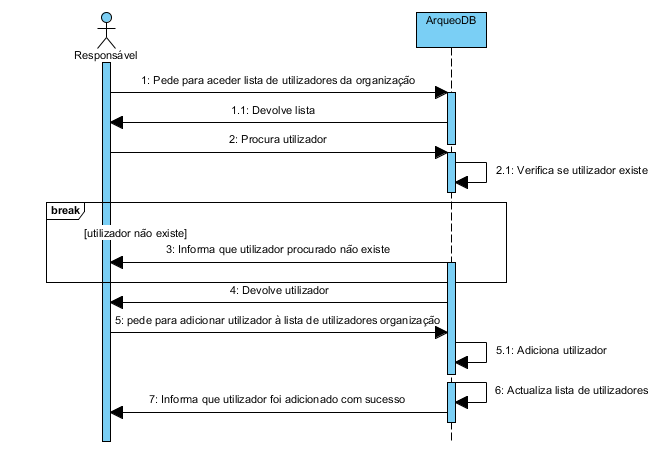 ArqueoDB
Responsável
1: Pede para aceder lista de utilizadores da organização
1.1: Devolve lista
2: Procura utilizador
2.1: Verifica se utilizador existe
break
[utilizador não existe]
3: Informa que utilizador procurado não existe
4: Devolve utilizador
5: pede para adicionar utilizador à lista de utilizadores organização
5.1: Adiciona utilizador
6: Actualiza lista de utilizadores
7: Informa que utilizador foi adicionado com sucesso